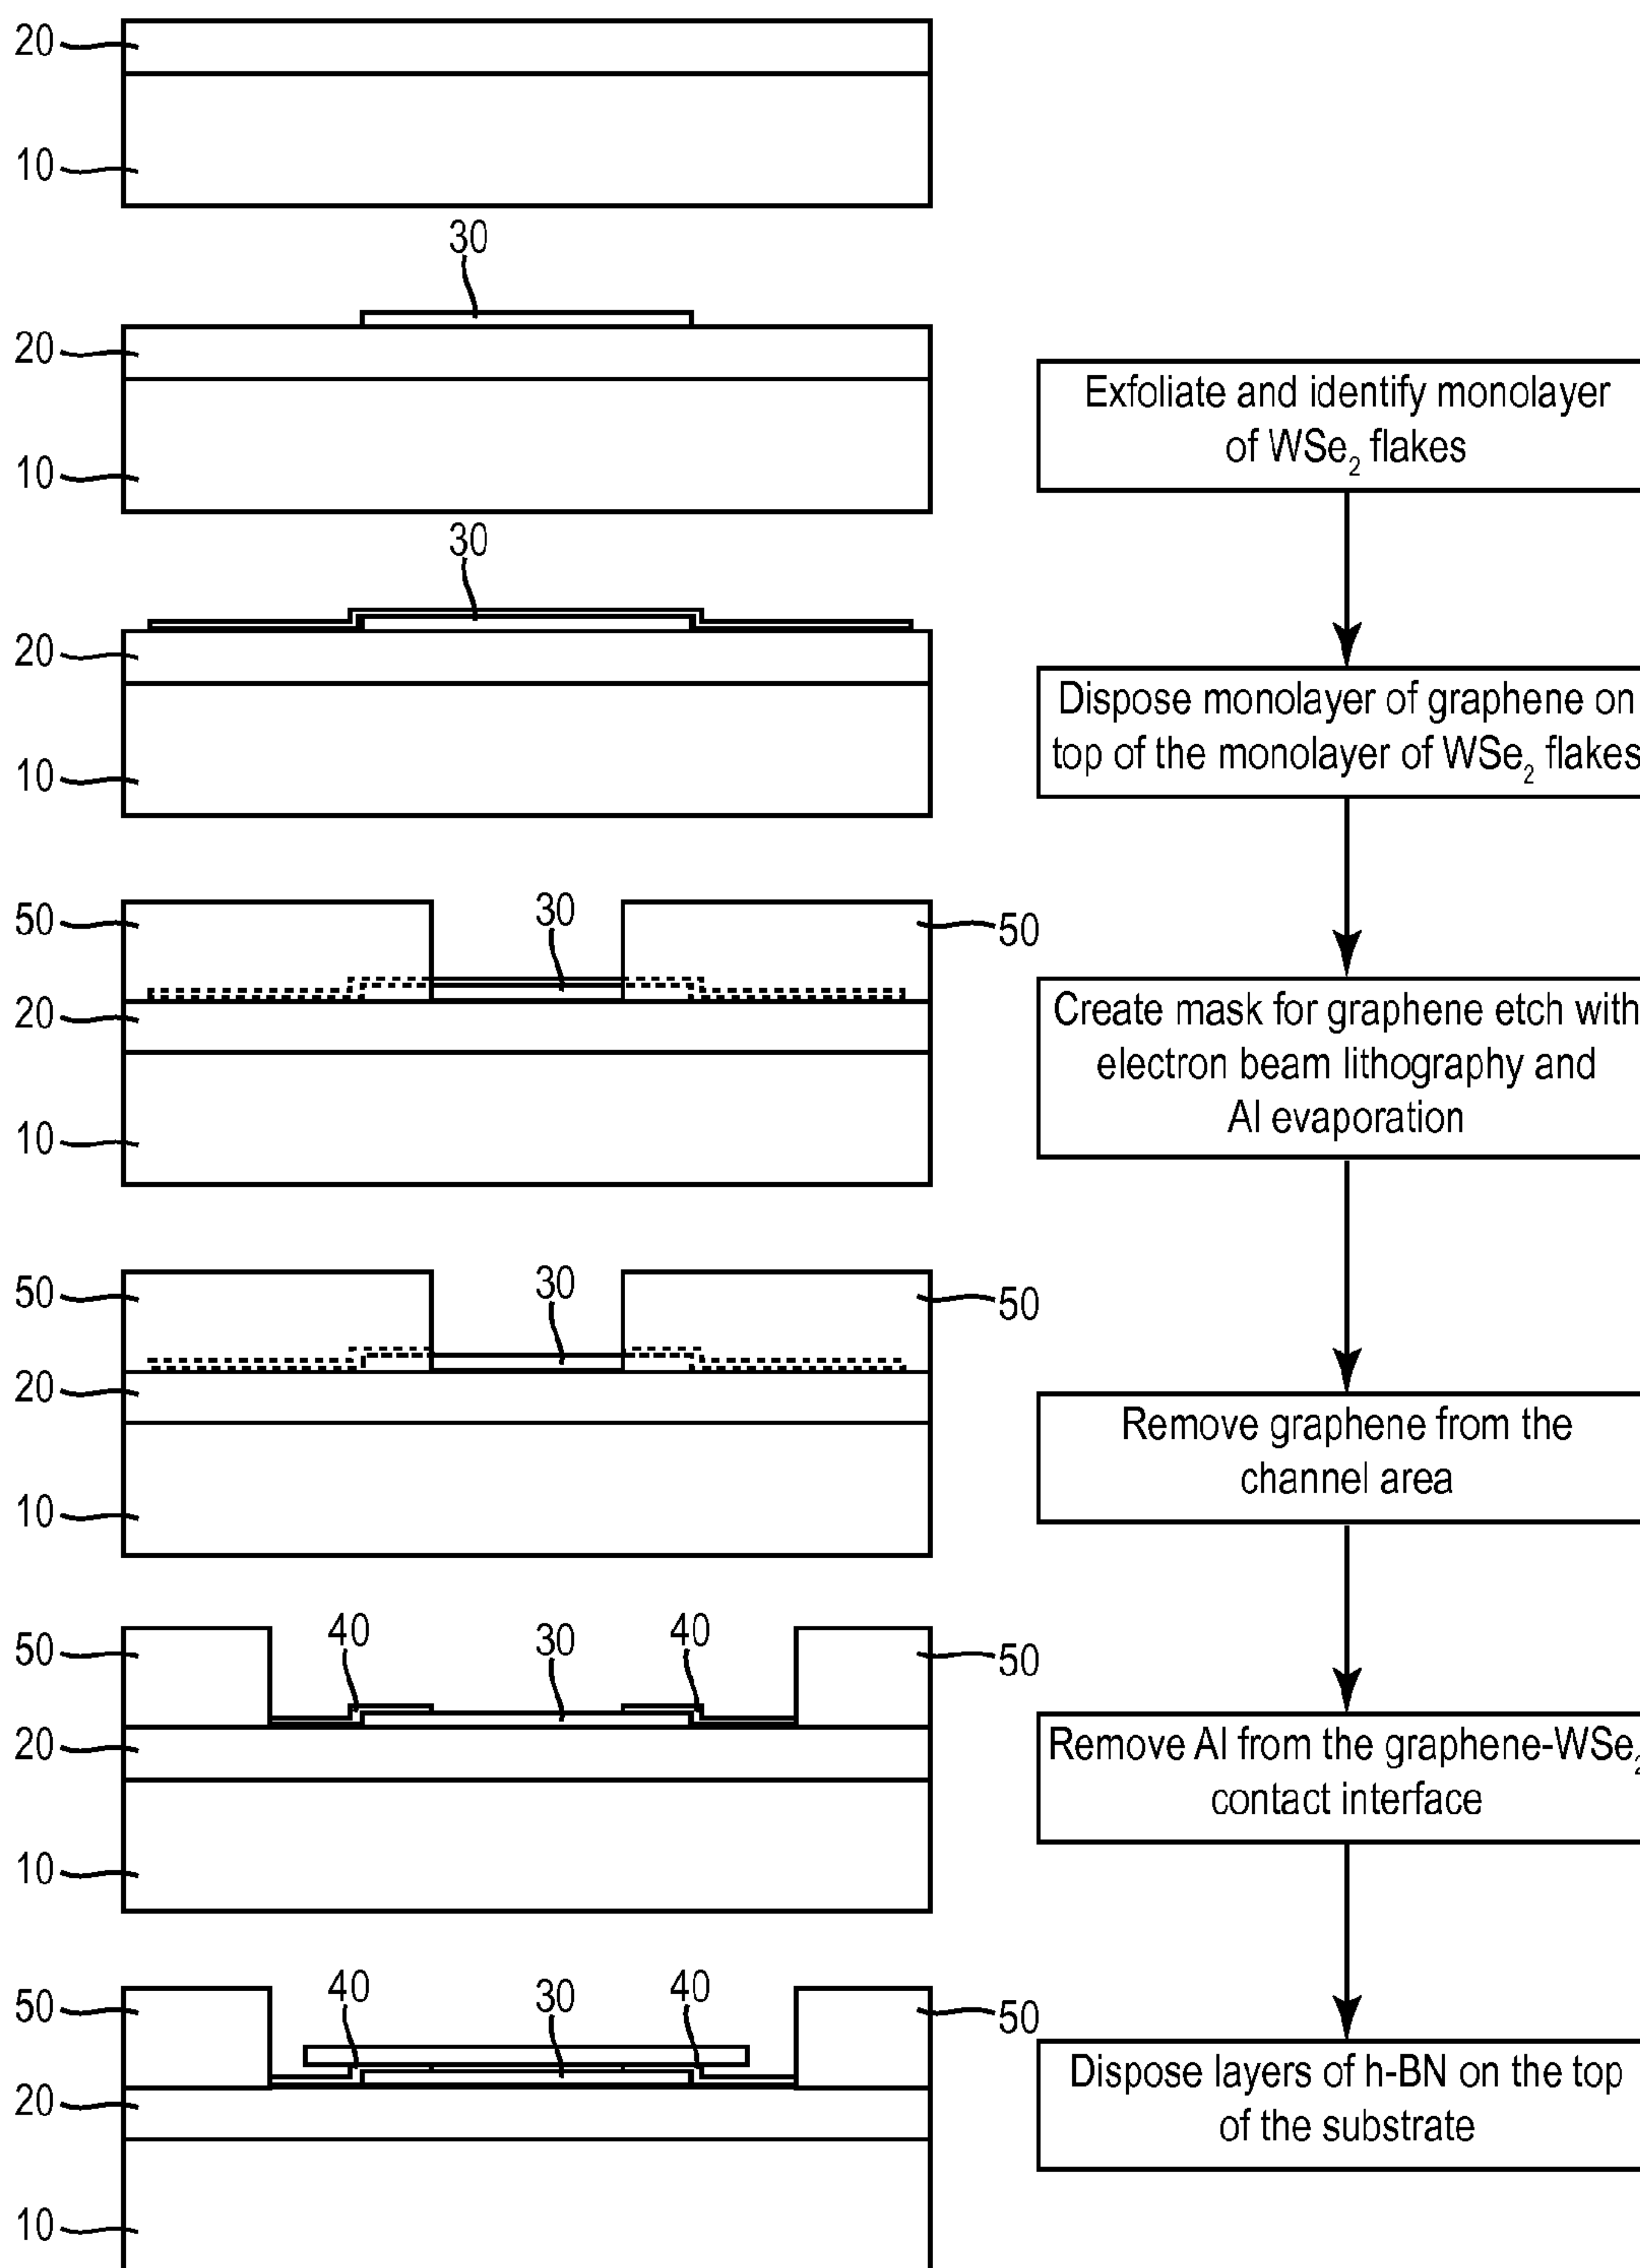 20
10
30
20
10
Exfoliate and identify monolayer
of WSe₂ flakes
30
20
10
Dispose monolayer of graphene on
top of the monolayer of WSe₂ flakes
50
30
50
20
10
Create mask for graphene etch with
electron beam lithography and
Al evaporation
50
30
50
20
10
Remove graphene from the
channel area
50
40
30
40
50
20
10
Remove Al from the graphene-WSe₂
contact interface
50
40
30
40
50
20
10
Dispose layers of h-BN on the top
of the substrate